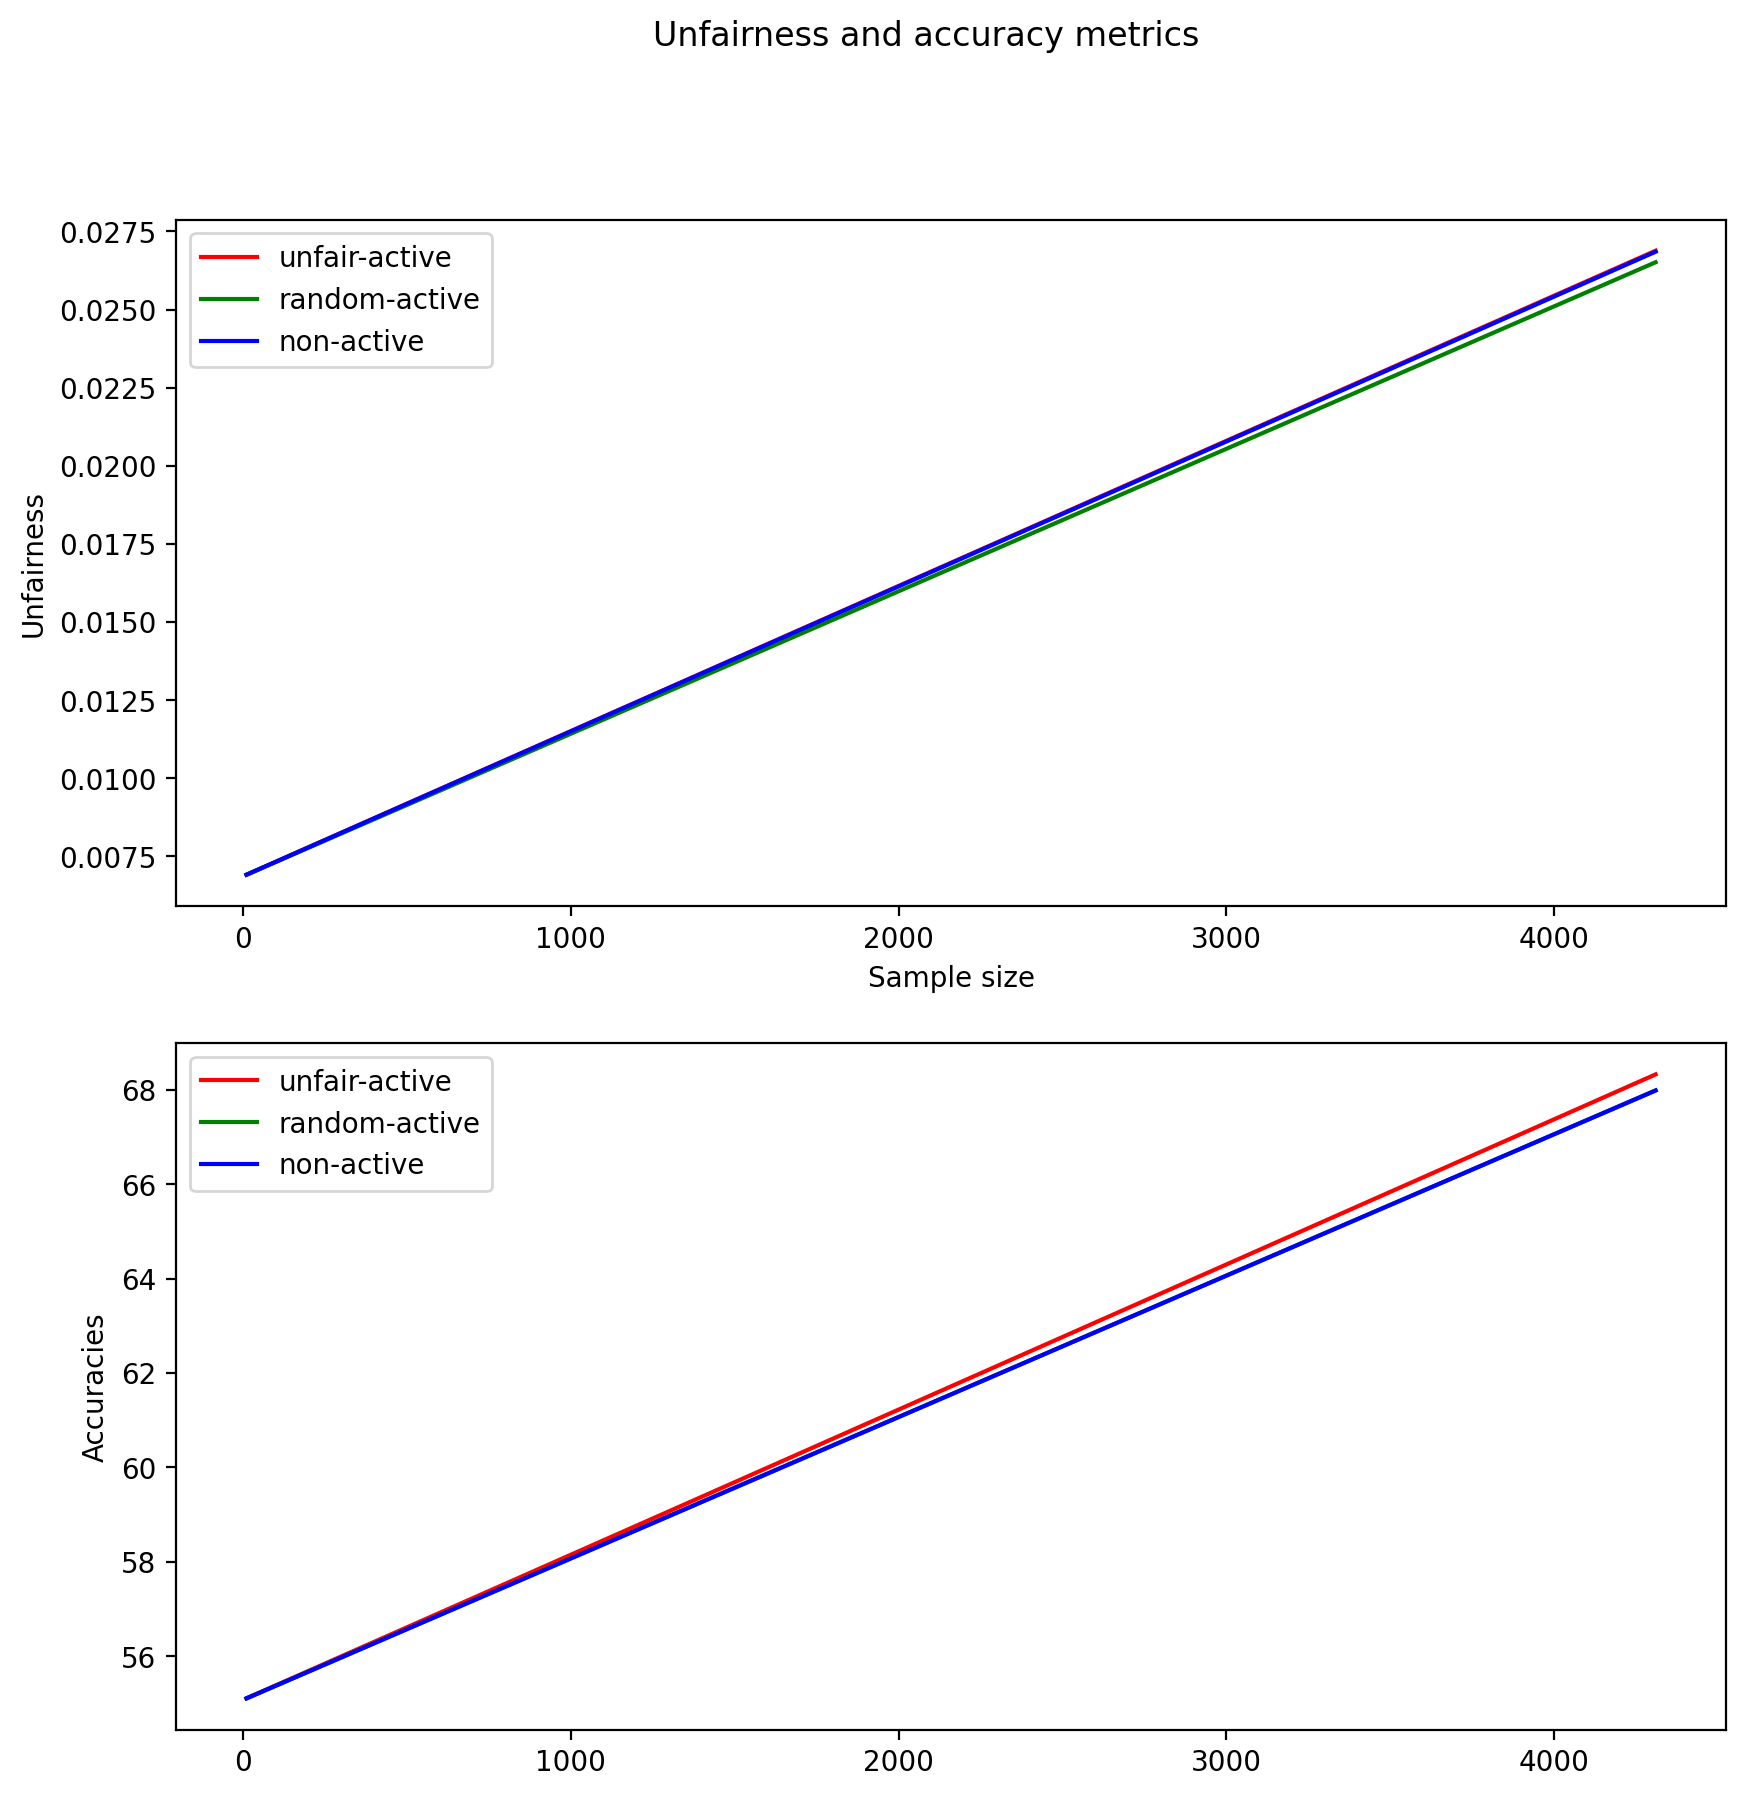 Unfairness and accuracy metrics
0.0275
0.0250
0.0225
0.0200
0.0175
0.0150
0.0125
0.0100
0.0075
Unfairness
unfair-active
random-active
non-active
0 1000 2000 3000 4000
Sample size
68
66
64
62
60
58
56
Accuracies
unfair-active
random-active
non-active
0 1000 2000 3000 4000